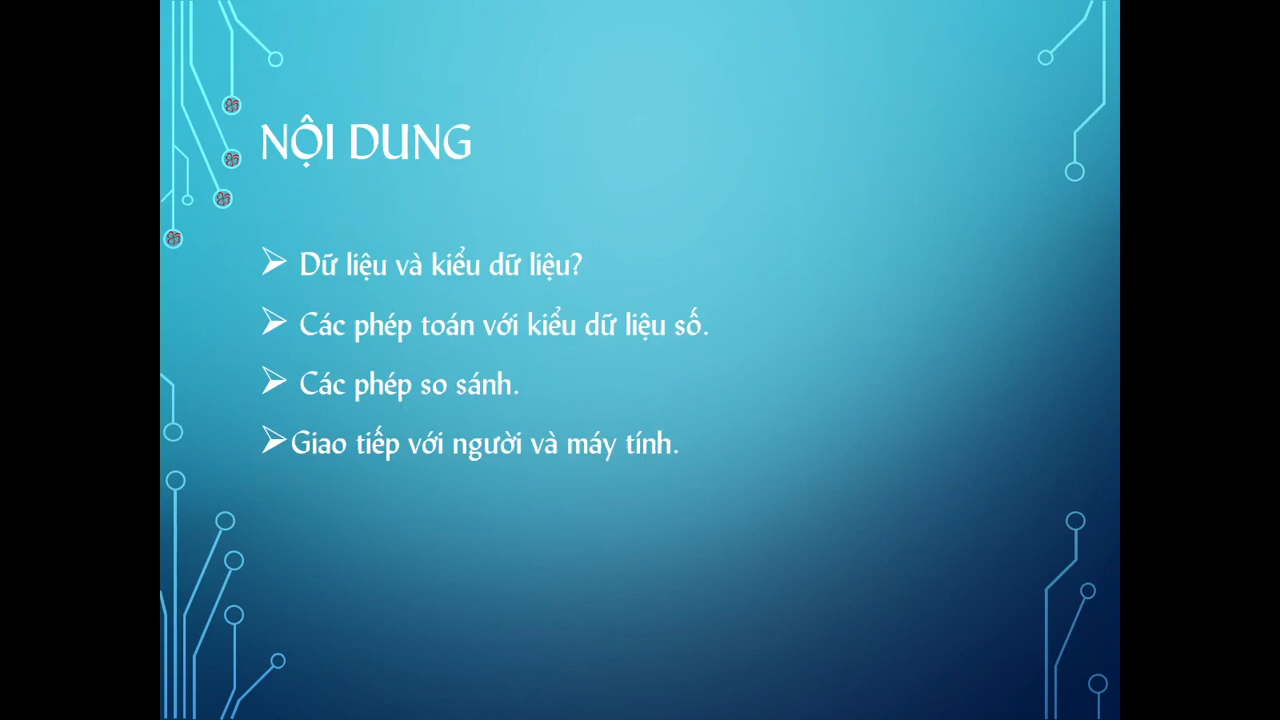 NỘI DUNG
➢ Dữ liệu và kiểu dữ liệu?
➢ Các phép toán với kiểu dữ liệu số.
➢ Các phép so sánh.
➢Giao tiếp với người và máy tính.